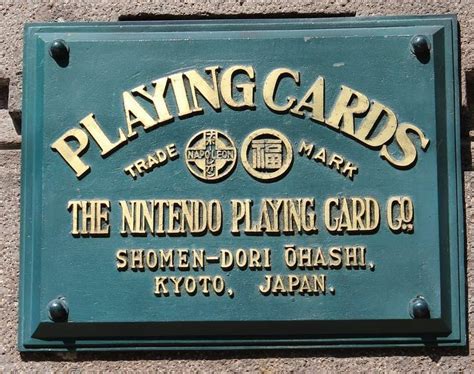 PLAYING CARDS
TRADE NAPOLEON 福 MARK
THE NINTENDO PLAYING CARD Co.
SHOMEN-DORI ŌHASHI,
KYOTO, JAPAN.